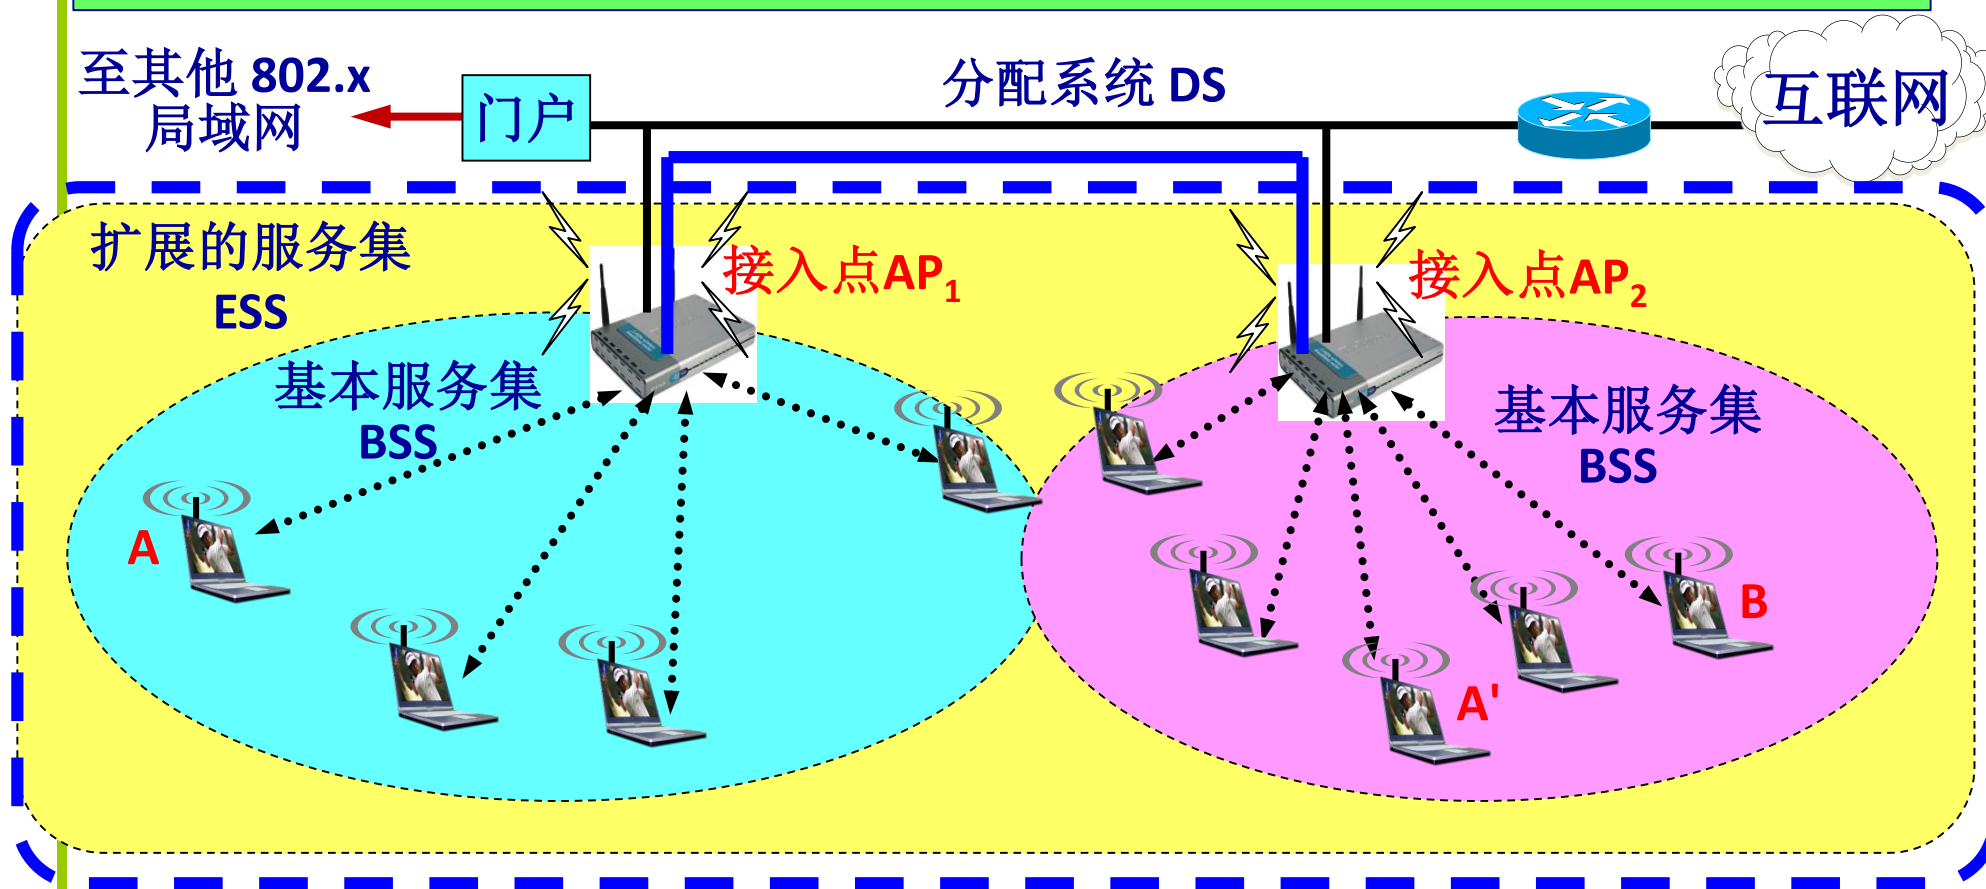 至其他 802.x
局域网
门户
分配系统 DS
互联网
扩展的服务集
ESS
接入点AP₁
接入点AP₂
基本服务集
BSS
基本服务集
BSS
A
B
A'